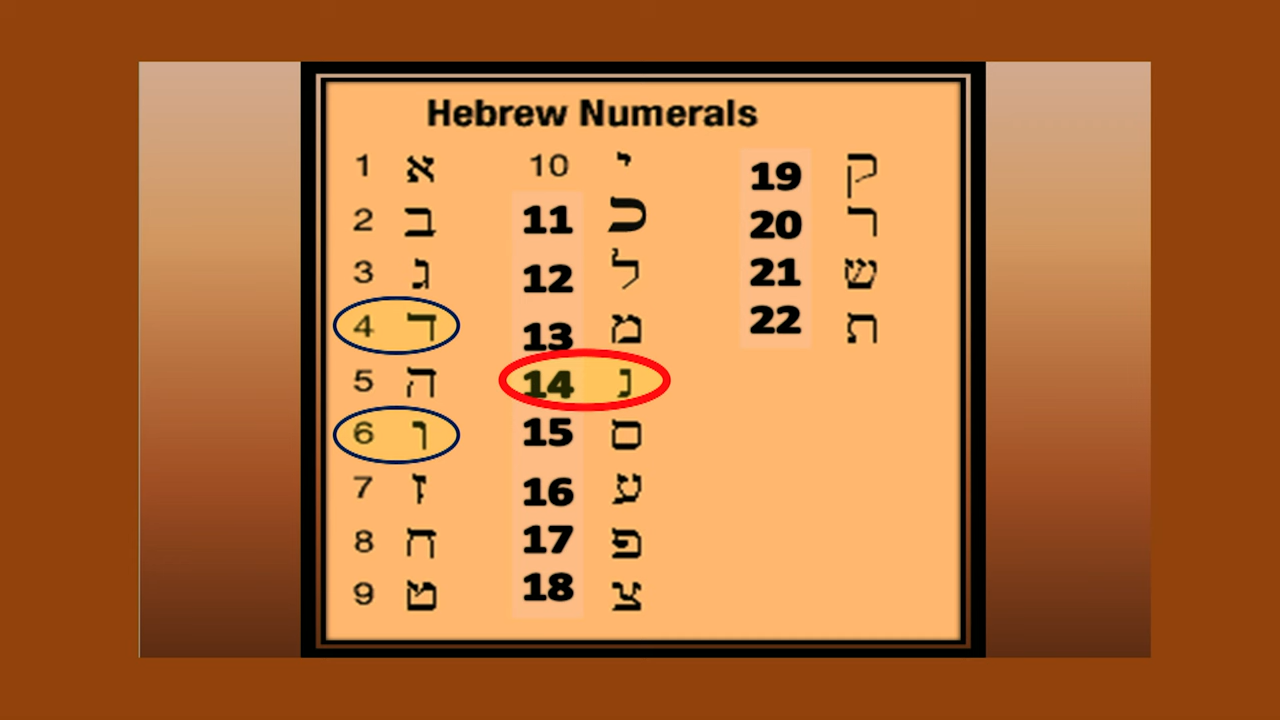 Hebrew Numerals
1 א
2 ב
3 ג
4 ד
5 ה
6 ו
7 ז
8 ח
9 ט
10 י
11 כ
12 ל
13 מ
14 נ
15 ס
16 ע
17 פ
18 צ
19 ק
20 ר
21 ש
22 ת